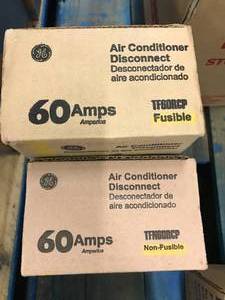 GE
Air Conditioner
Disconnect
Desconectador de
aire acondicionado
60 Amps
Amperios
TF60RCP
Fusible
GE
Air Conditioner
Disconnect
Desconectador de
aire acondicionado
60 Amps
Amperios
TFN60RCP
Non-Fusible